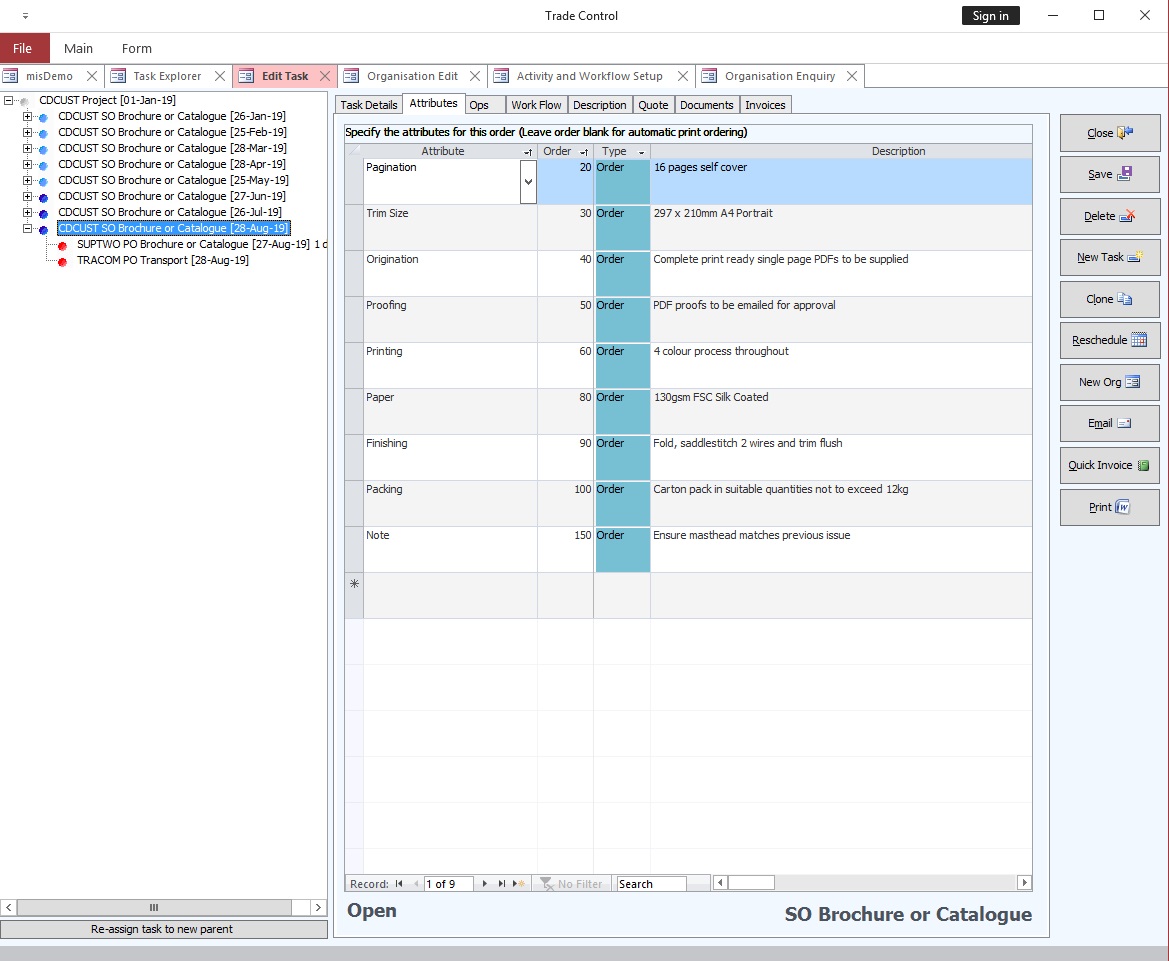 Trade Control
Sign in
File Main Form
misDemo Task Explorer Edit Task Organisation Edit Activity and Workflow Setup Organisation Enquiry
CDCUST Project [01-Jan-19]
CDCUST SO Brochure or Catalogue [26-Jan-19]
CDCUST SO Brochure or Catalogue [25-Feb-19]
CDCUST SO Brochure or Catalogue [28-Mar-19]
CDCUST SO Brochure or Catalogue [28-Apr-19]
CDCUST SO Brochure or Catalogue [25-May-19]
CDCUST SO Brochure or Catalogue [27-Jun-19]
CDCUST SO Brochure or Catalogue [26-Jul-19]
CDCUST SO Brochure or Catalogue [28-Aug-19]
SUPTWO PO Brochure or Catalogue [27-Aug-19] 1 d
TRACOM PO Transport [28-Aug-19]
Re-assign task to new parent
Task Details Attributes Ops Work Flow Description Quote Documents Invoices
Specify the attributes for this order (Leave order blank for automatic print ordering)
Attribute Order Type Description
Pagination 20 Order 16 pages self cover
Trim Size 30 Order 297 x 210mm A4 Portrait
Origination 40 Order Complete print ready single page PDFs to be supplied
Proofing 50 Order PDF proofs to be emailed for approval
Printing 60 Order 4 colour process throughout
Paper 80 Order 130gsm FSC Silk Coated
Finishing 90 Order Fold, saddlestitch 2 wires and trim flush
Packing 100 Order Carton pack in suitable quantities not to exceed 12kg
Note 150 Order Ensure masthead matches previous issue
Record: 1 of 9 No Filter Search
Open SO Brochure or Catalogue
Close
Save
Delete
New Task
Clone
Reschedule
New Org
Email
Quick Invoice
Print